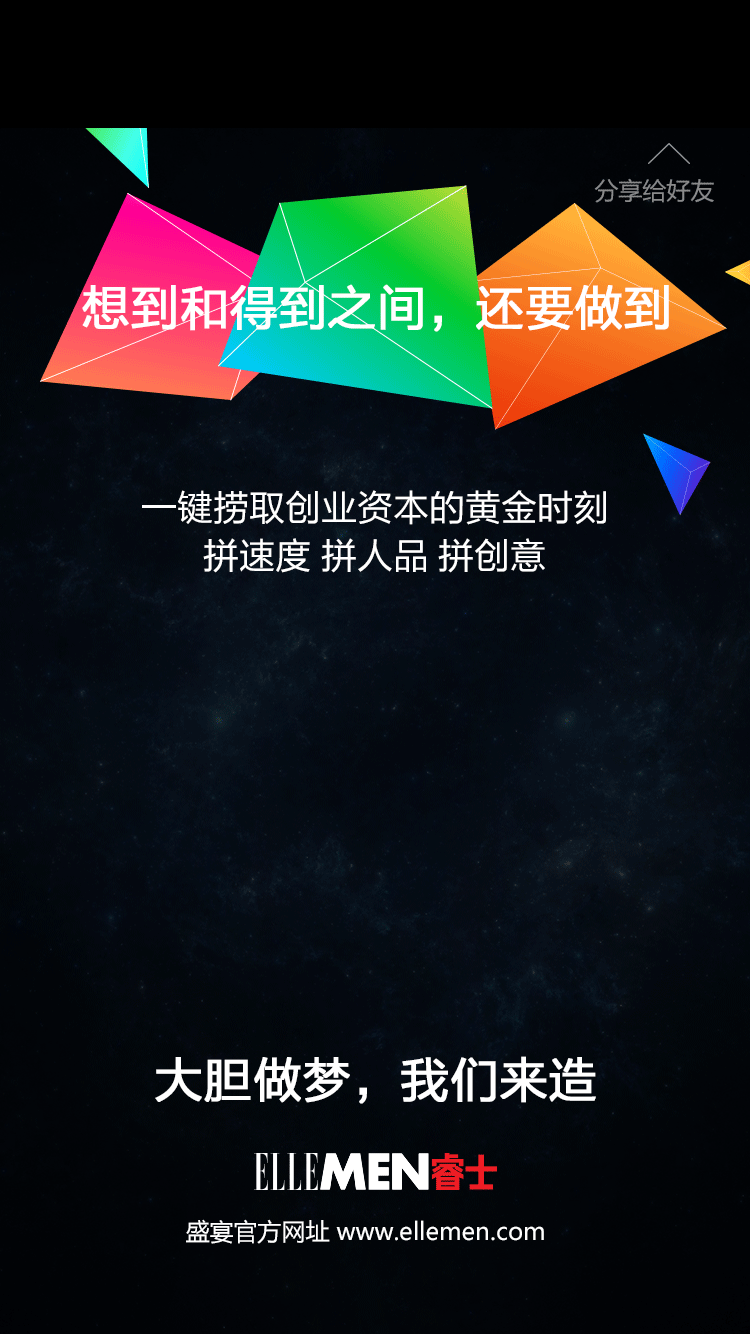 分享给好友
想到和得到之间，还要做到
一键捞取创业资本的黄金时刻
拼速度 拼人品 拼创意
大胆做梦，我们来造
ELLEMEN睿士
盛宴官方网址 www.ellemen.com